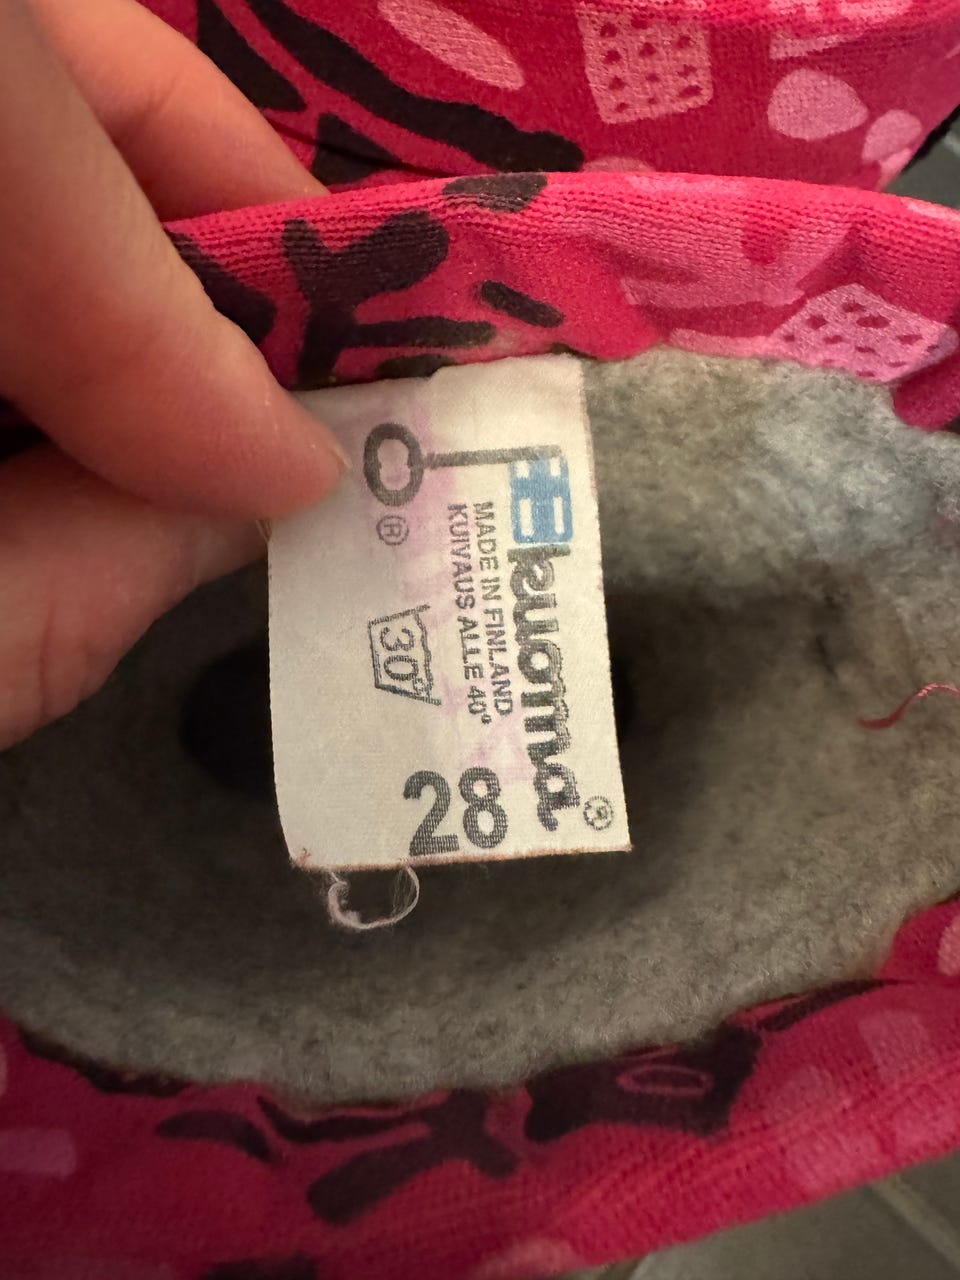 kuoma®
MADE IN FINLAND
KUIVAUS ALLE 40°
®
30°
28